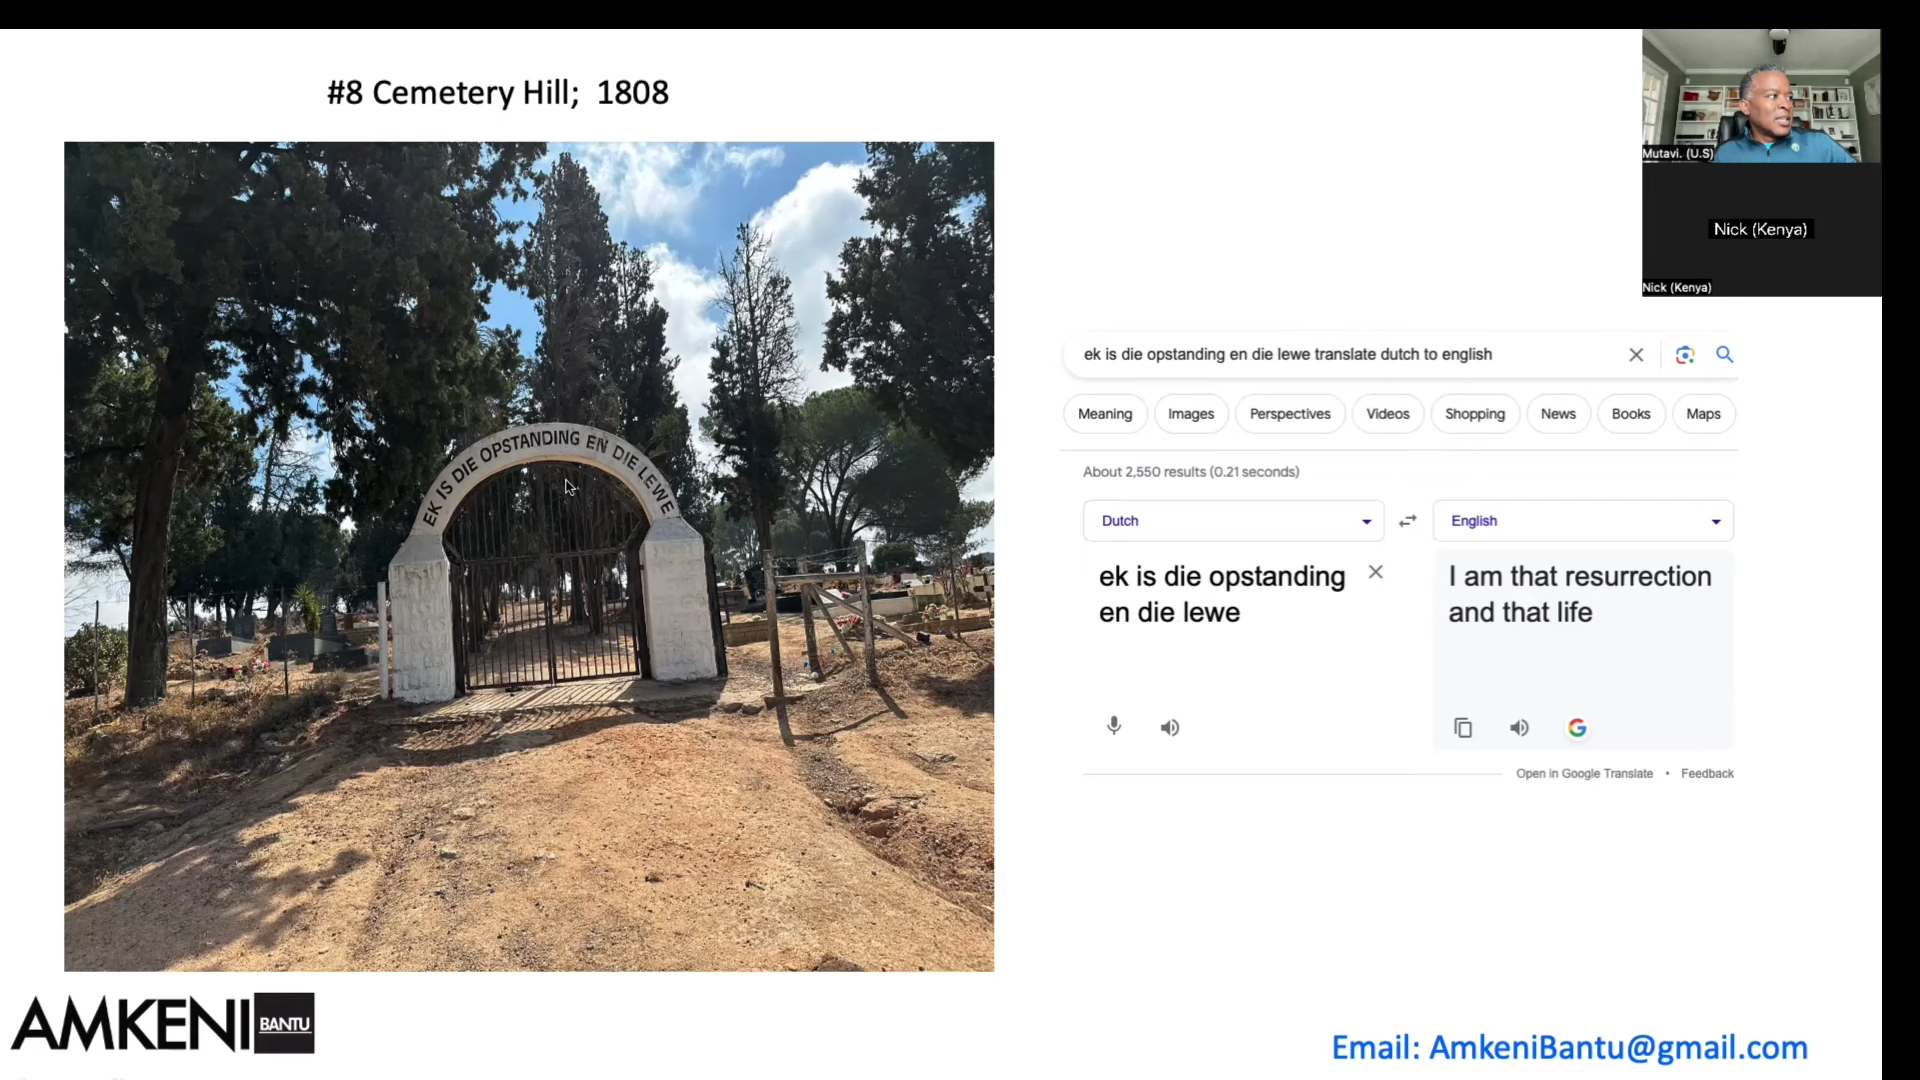 #8 Cemetery Hill; 1808
EK IS DIE OPSTANDING EN DIE LEWE
Mutavi. (U.S)
Nick (Kenya)
Nick (Kenya)
ek is die opstanding en die lewe translate dutch to english
Meaning Images Perspectives Videos Shopping News Books Maps
About 2,550 results (0.21 seconds)
Dutch English
ek is die opstanding
en die lewe
I am that resurrection
and that life
Open in Google Translate • Feedback
AMKENI BANTU
Email: AmkeniBantu@gmail.com